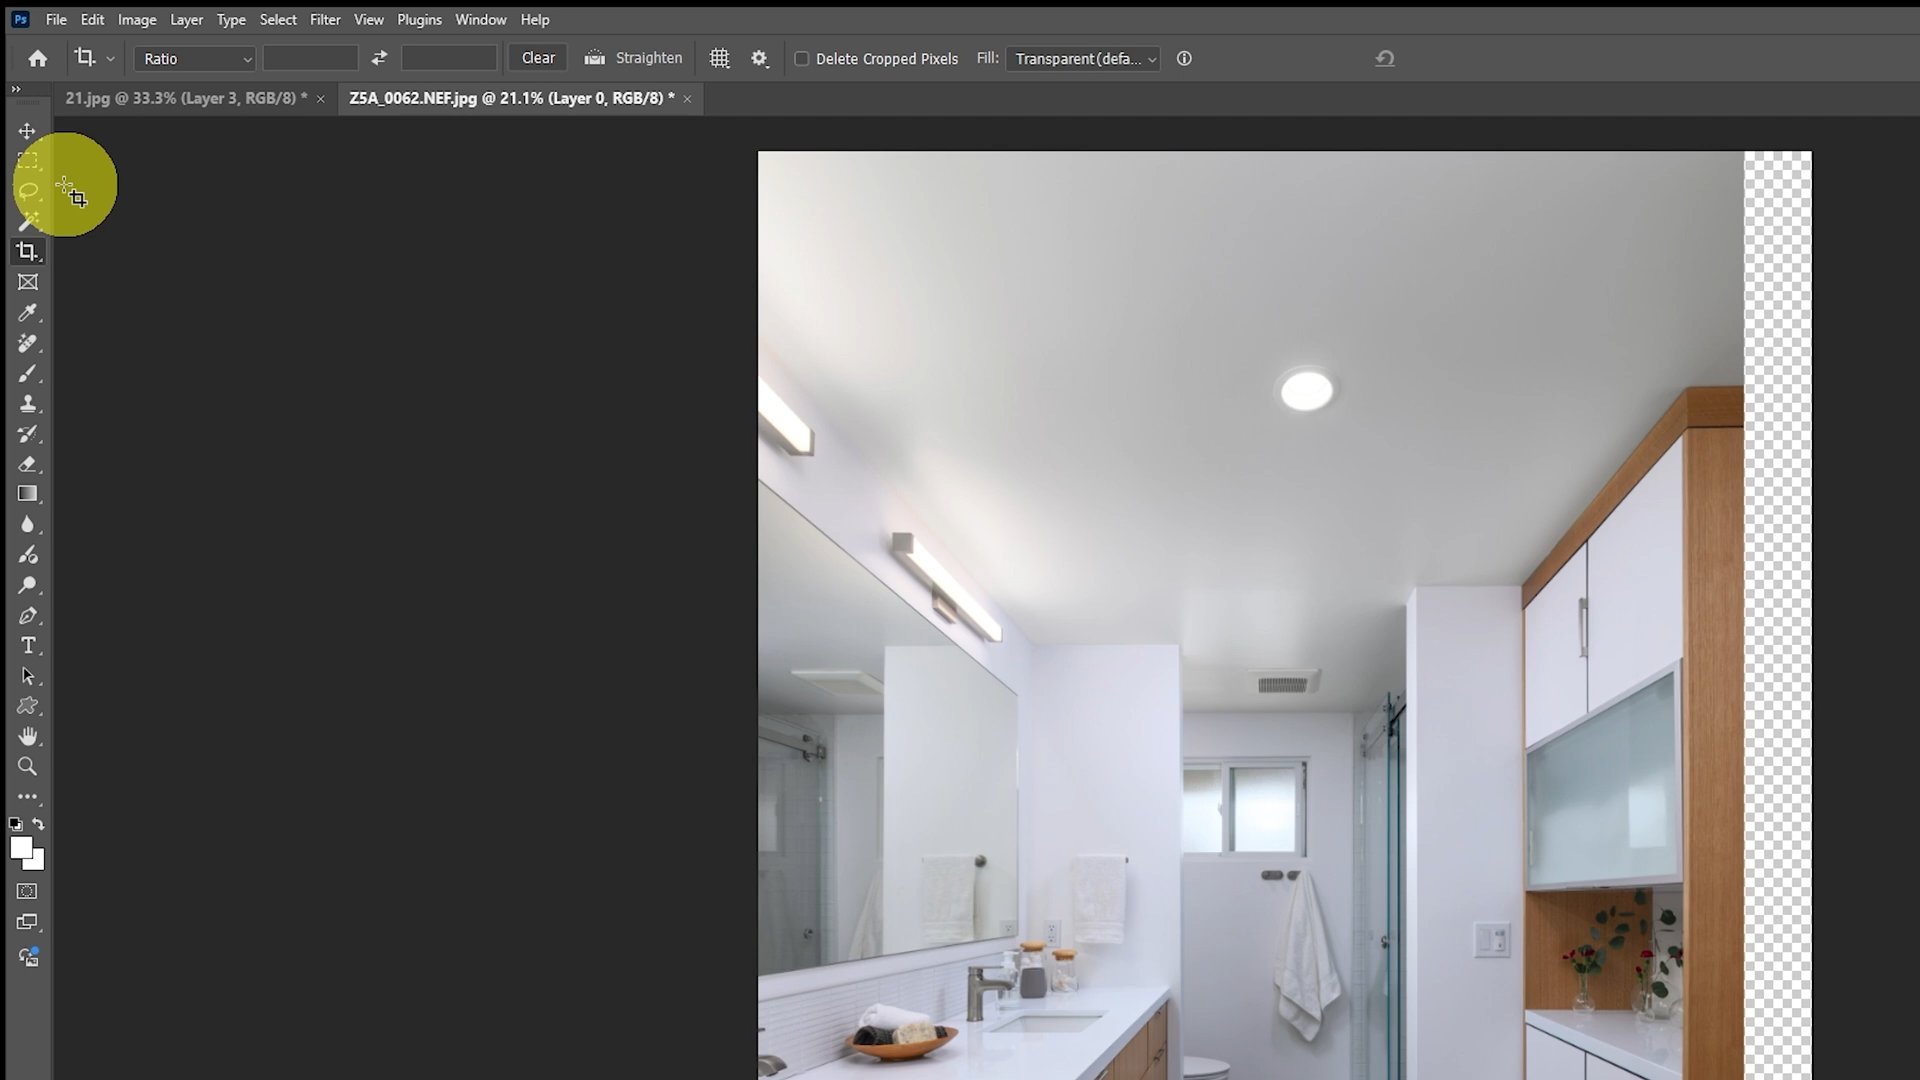 Ps File Edit Image Layer Type Select Filter View Plugins Window Help
Ratio Clear Straighten Delete Cropped Pixels Fill: Transparent (defa...
21.jpg @ 33.3% (Layer 3, RGB/8) * × Z5A_0062.NEF.jpg @ 21.1% (Layer 0, RGB/8) * ×